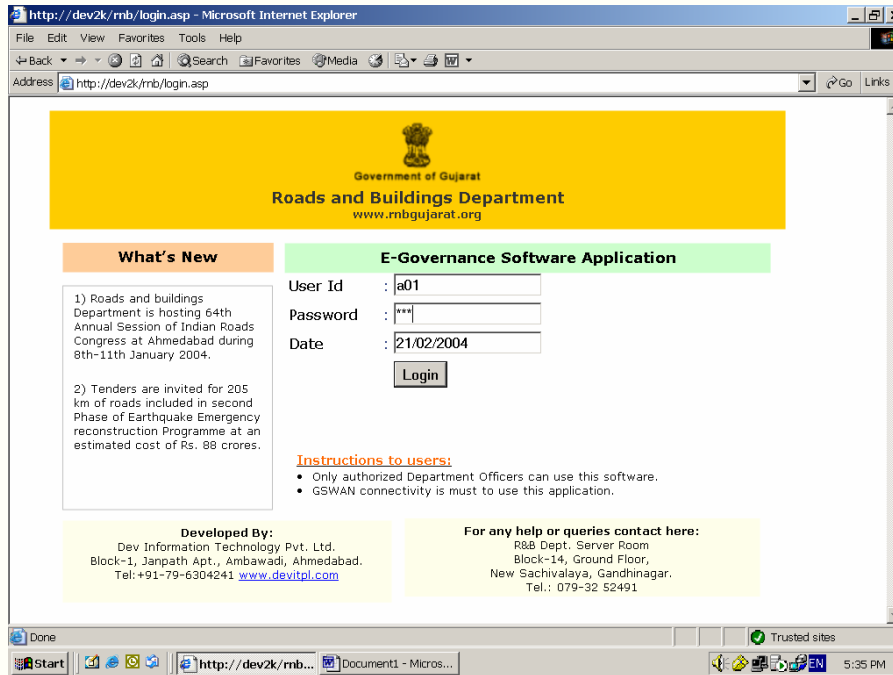 http://dev2k/rnb/login.asp - Microsoft Internet Explorer
File Edit View Favorites Tools Help
Back Search Favorites Media
Address http://dev2k/rnb/login.asp Go Links
Government of Gujarat
Roads and Buildings Department
www.rnbgujarat.org
What's New
1) Roads and buildings
Department is hosting 64th
Annual Session of Indian Roads
Congress at Ahmedabad during
8th-11th January 2004.
2) Tenders are invited for 205
km of roads included in second
Phase of Earthquake Emergency
reconstruction Programme at an
estimated cost of Rs. 88 crores.
E-Governance Software Application
User Id : a01
Password : ***
Date : 21/02/2004
Login
Instructions to users:
• Only authorized Department Officers can use this software.
• GSWAN connectivity is must to use this application.
Developed By:
Dev Information Technology Pvt. Ltd.
Block-1, Janpath Apt., Ambawadi, Ahmedabad.
Tel:+91-79-6304241 www.devitpl.com
For any help or queries contact here:
R&B Dept. Server Room
Block-14, Ground Floor,
New Sachivalaya, Gandhinagar.
Tel.: 079-32 52491
Done Trusted sites
Start http://dev2k/rnb... Document1 - Micros... EN 5:35 PM